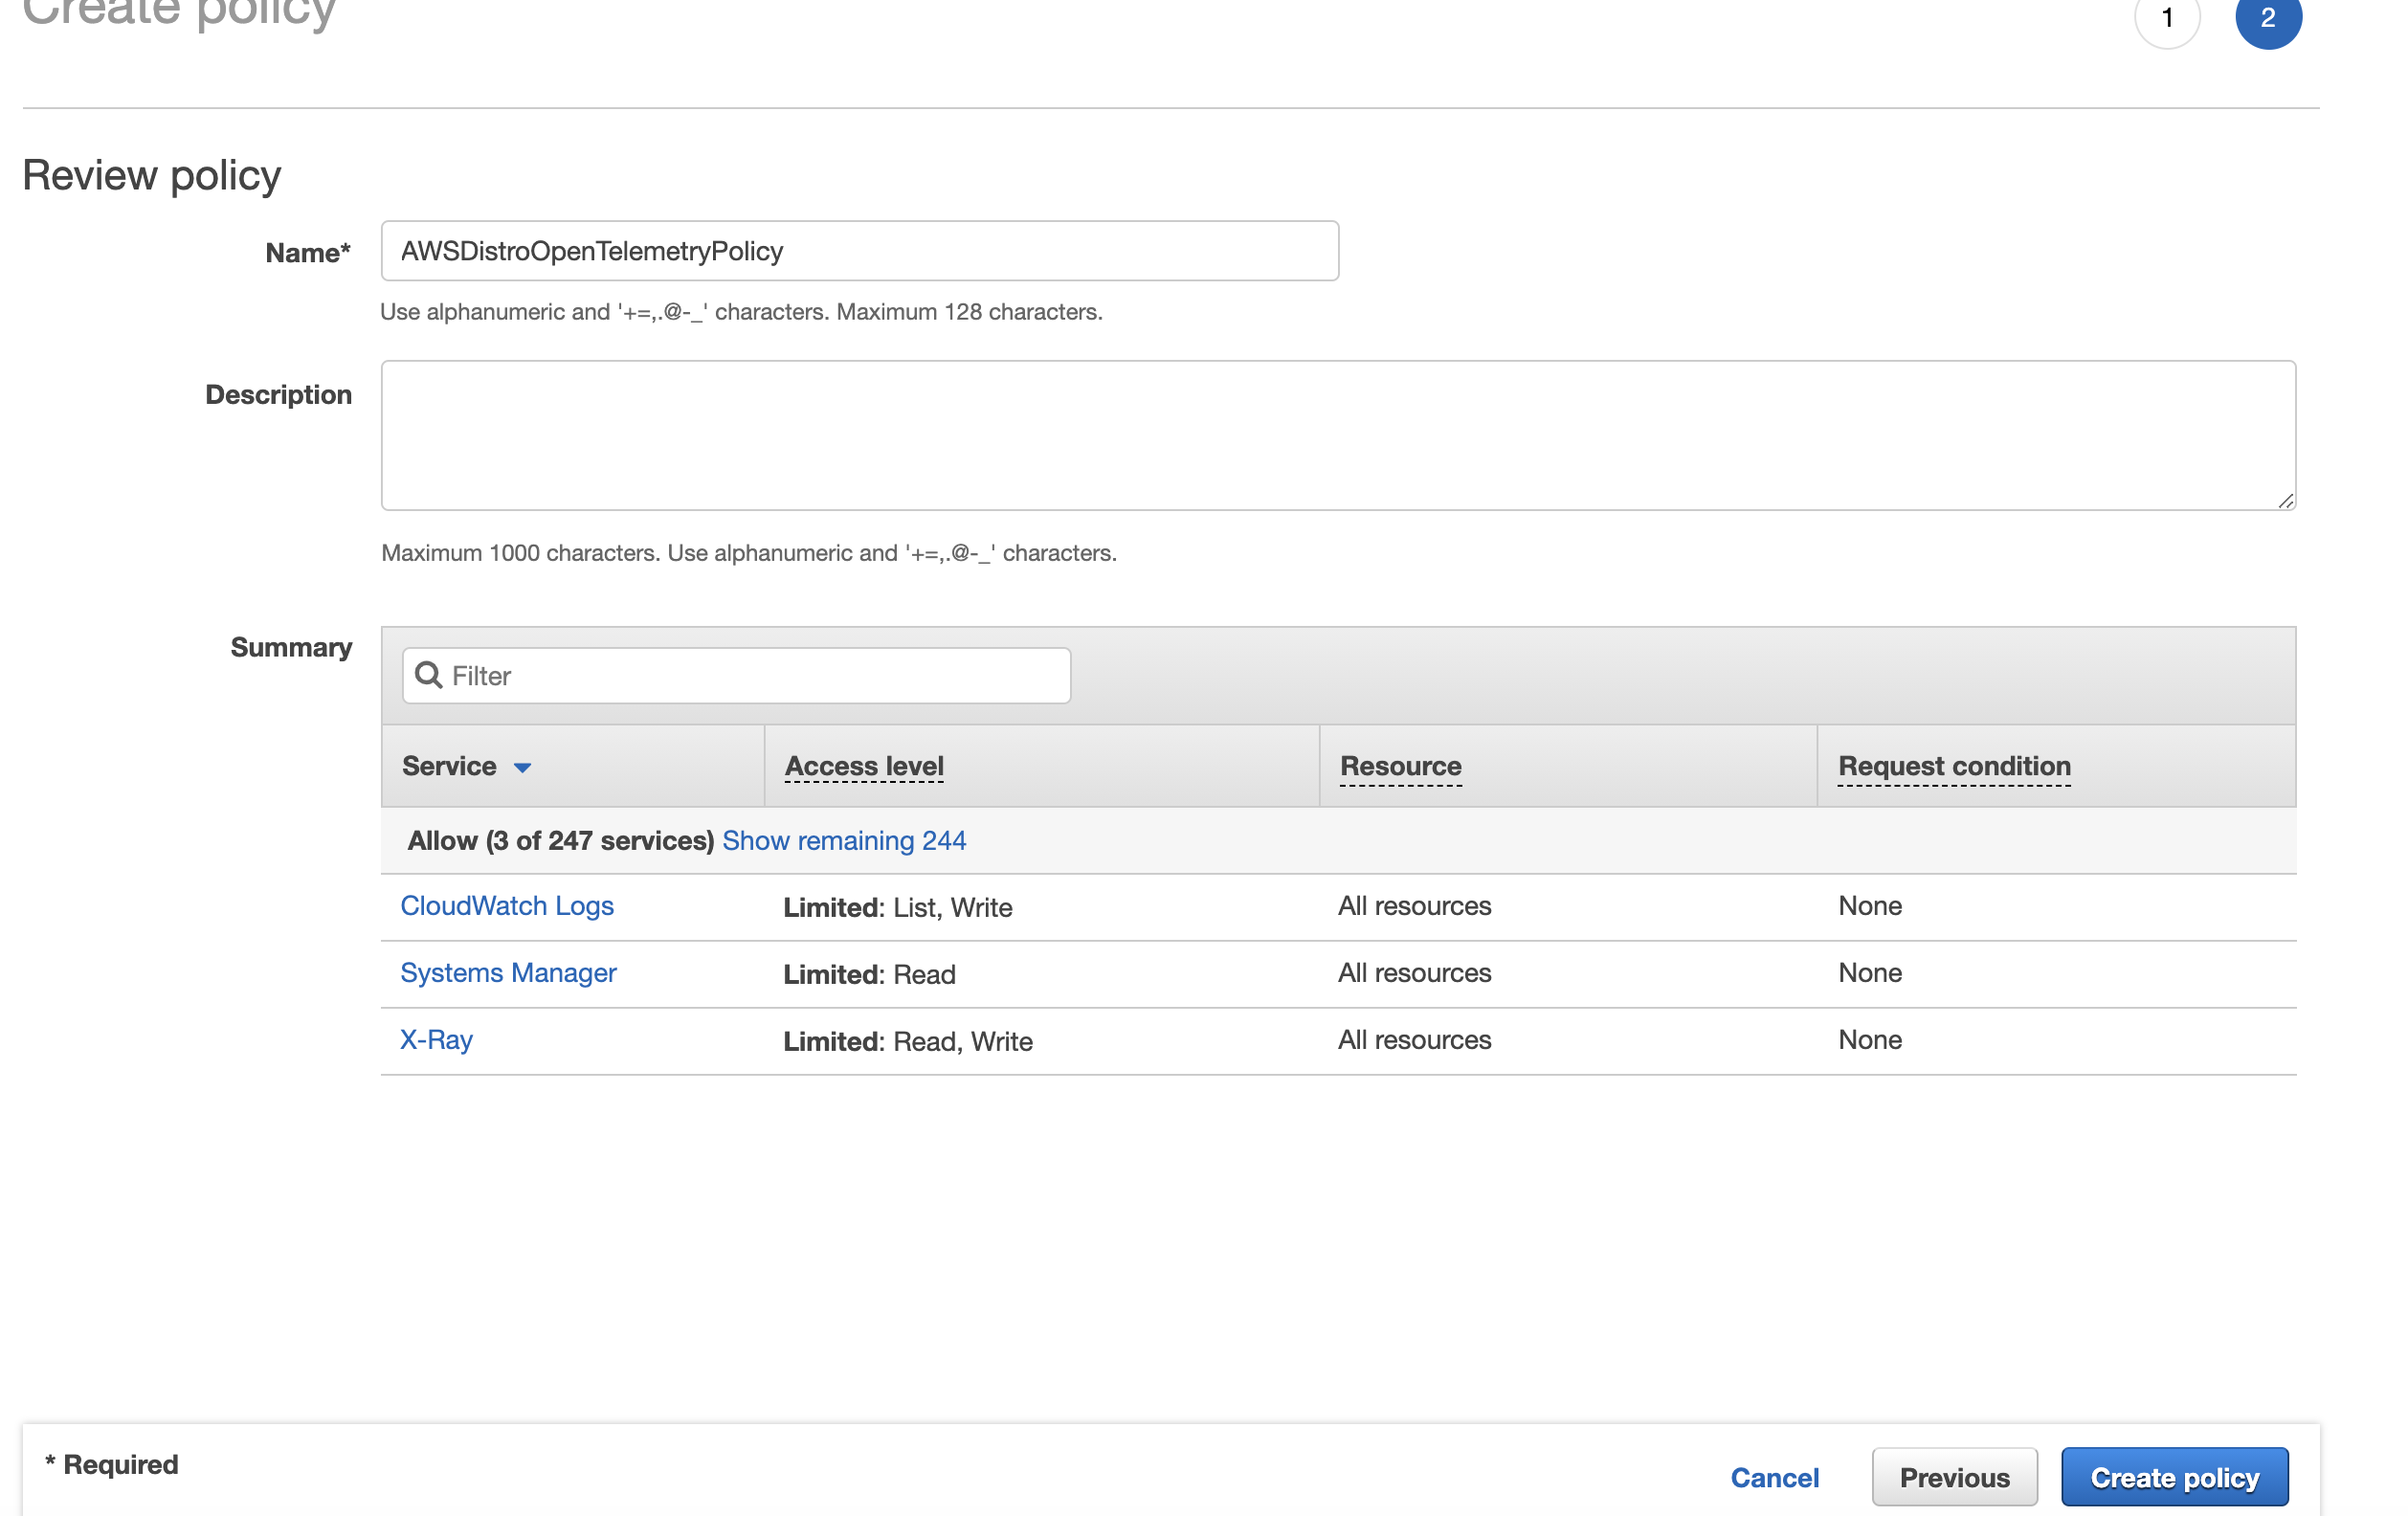 Create policy
1
2
Review policy
Name*
AWSDistroOpenTelemetryPolicy
Use alphanumeric and '+=,.@-_' characters. Maximum 128 characters.
Description
Maximum 1000 characters. Use alphanumeric and '+=,.@-_' characters.
Summary
Filter
Service Access level Resource Request condition
Allow (3 of 247 services) Show remaining 244
CloudWatch Logs Limited: List, Write All resources None
Systems Manager Limited: Read All resources None
X-Ray Limited: Read, Write All resources None
* Required
Cancel Previous Create policy